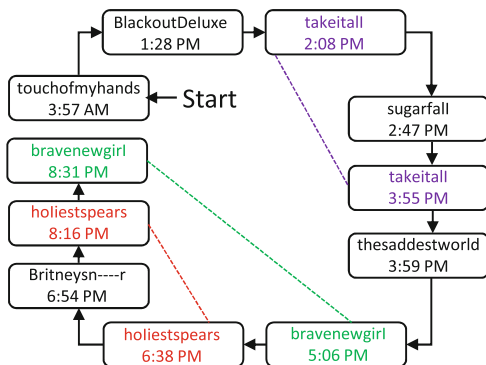 BlackoutDeluxe
1:28 PM
takeitall
2:08 PM
touchofmyhands
3:57 AM
Start
sugarfall
2:47 PM
bravenewgirl
8:31 PM
takeitall
3:55 PM
holiestspears
8:16 PM
thesaddestworld
3:59 PM
Britneysn----r
6:54 PM
holiestspears
6:38 PM
bravenewgirl
5:06 PM